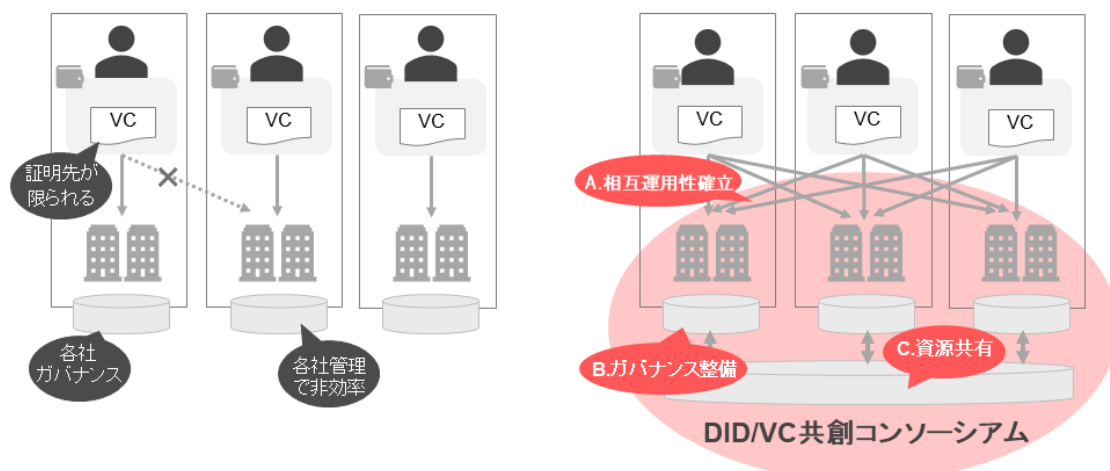 VC
VC
VC
証明先が
限られる
各社
ガバナンス
各社管理
で非効率
VC
VC
VC
A.相互運用性確立
B.ガバナンス整備
C.資源共有
DID/VC共創コンソーシアム